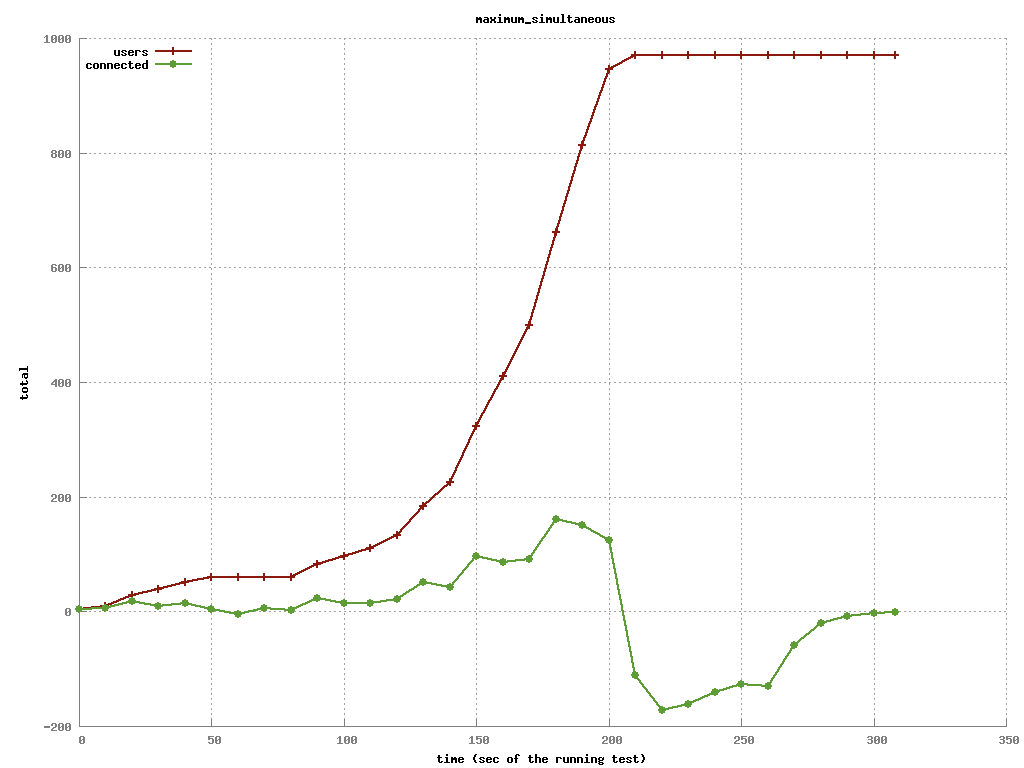 maximum_simultaneous
1000
users
connected
800
600
400
total
200
0
-200
0 50 100 150 200 250 300 350
time (sec of the running test)